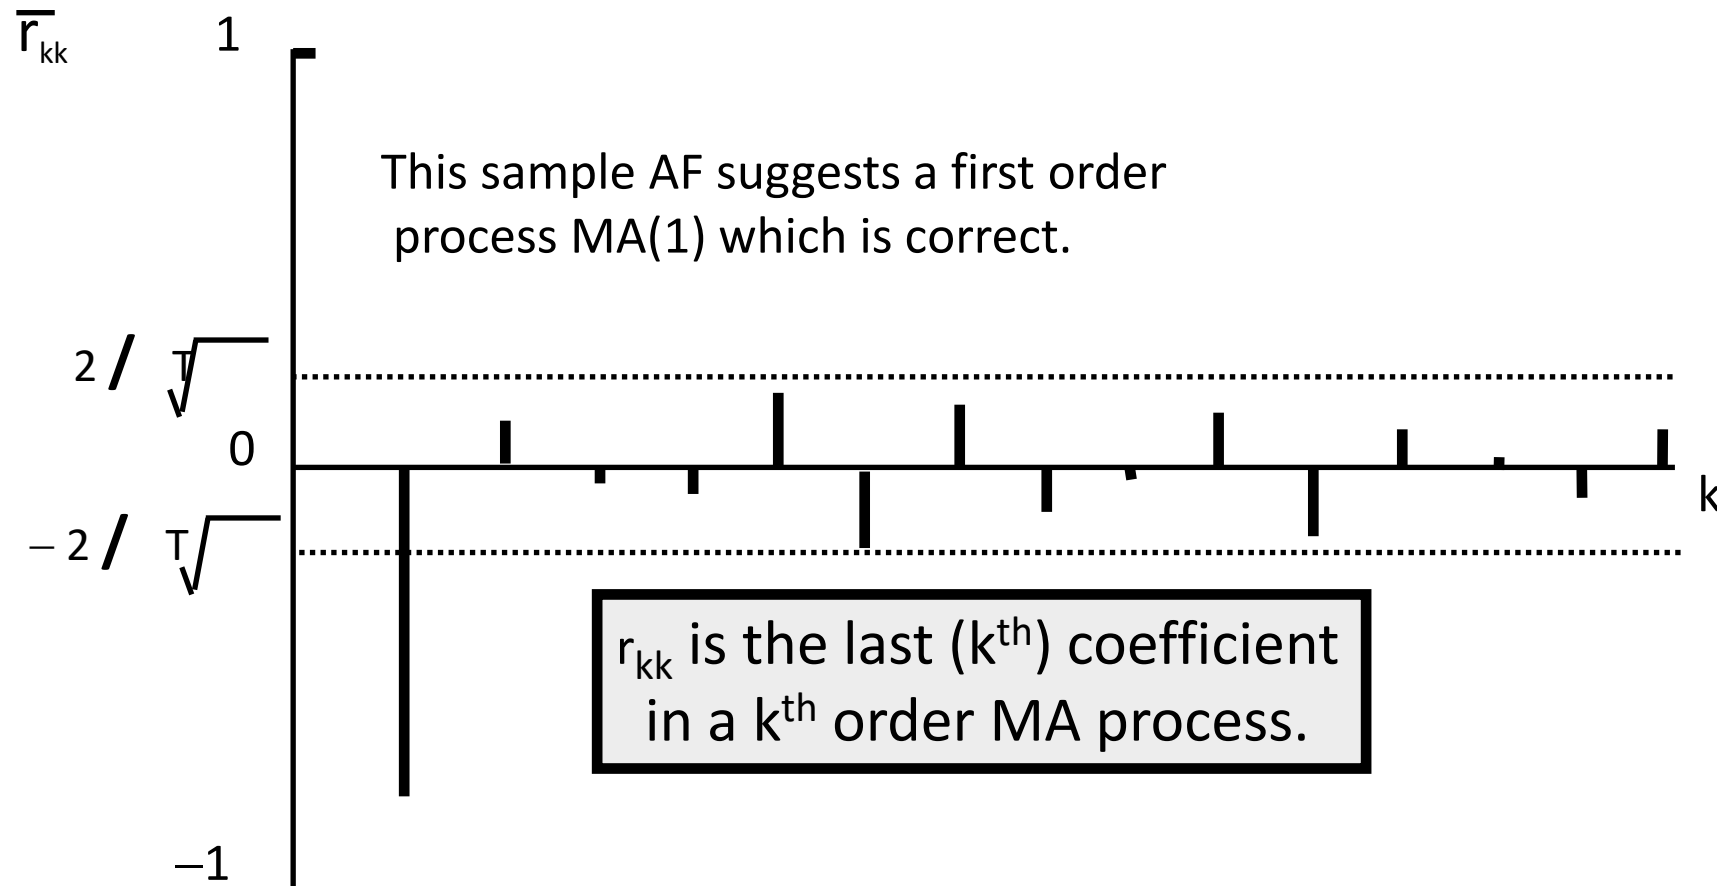 r̅kk
1
This sample AF suggests a first order
process MA(1) which is correct.
2 / √T
0
k
– 2 / √T
rkk is the last (kth) coefficient
in a kth order MA process.
–1